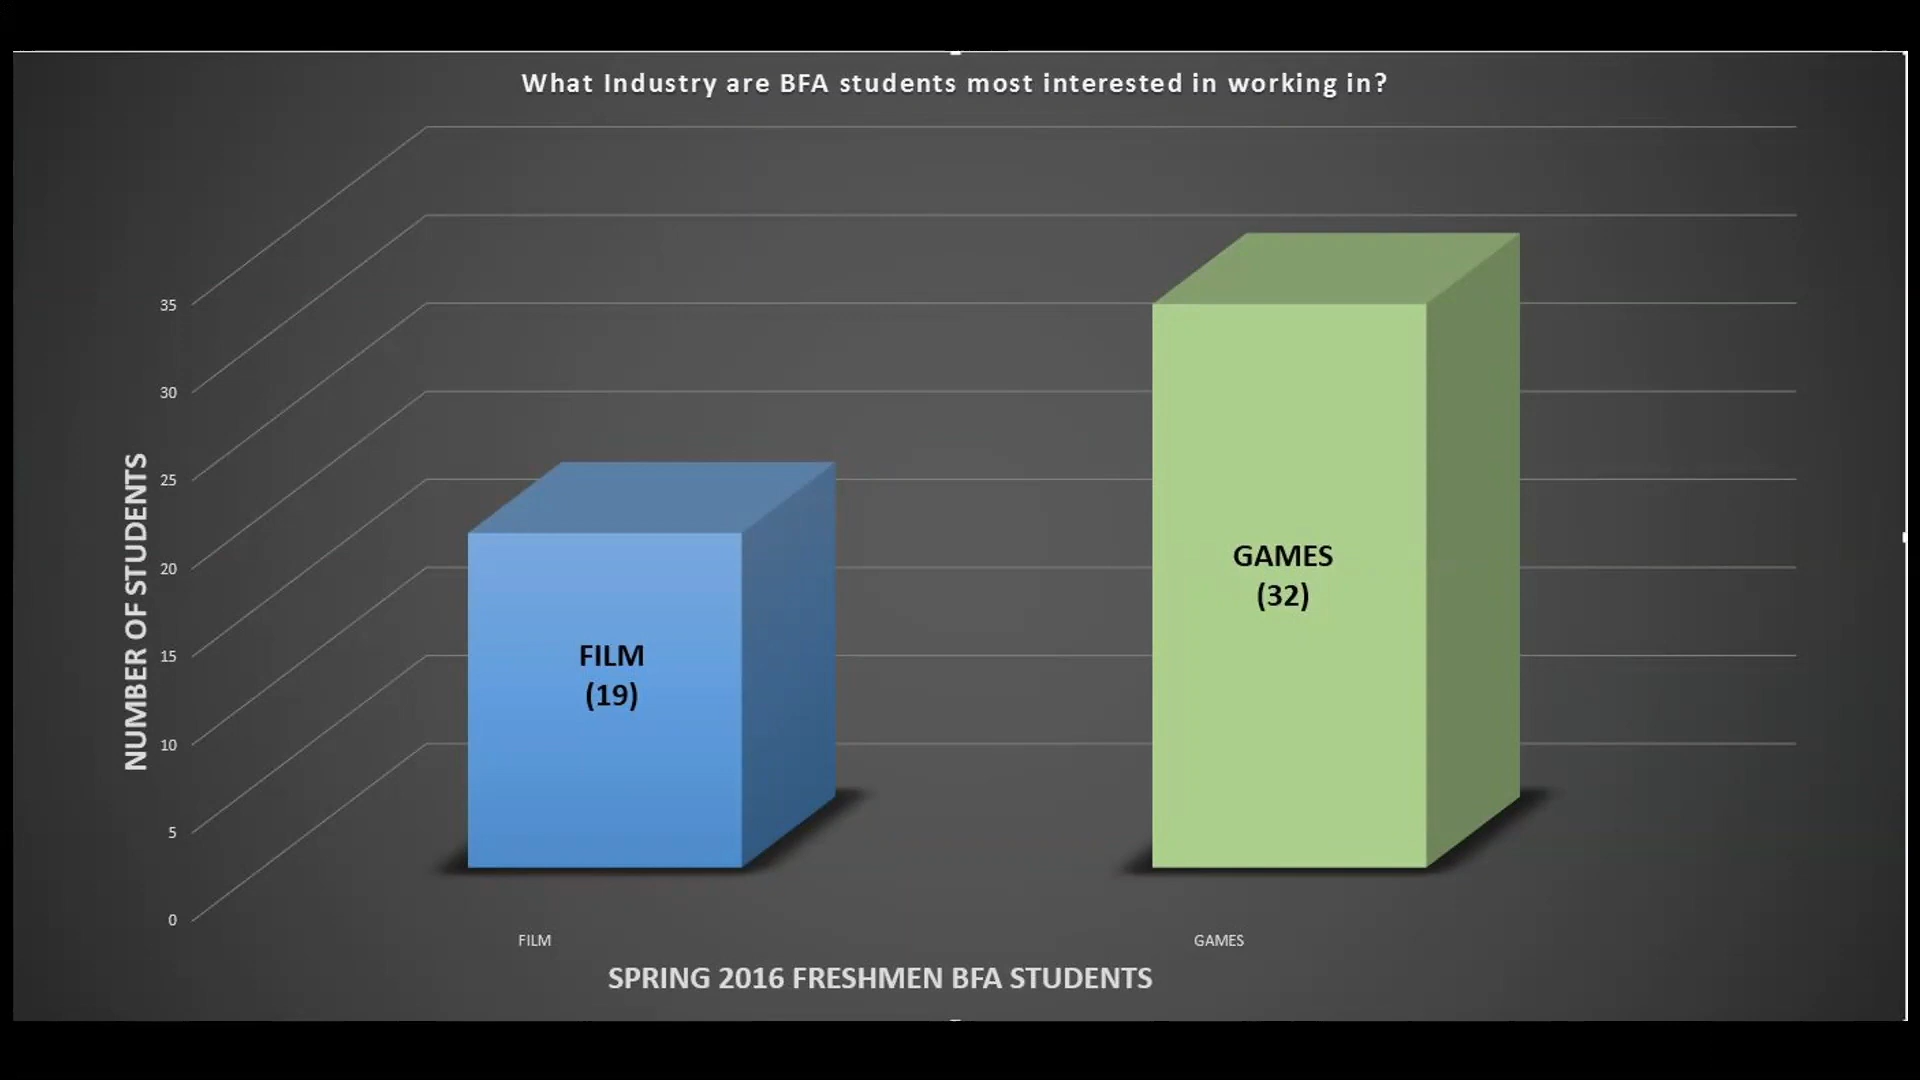 What Industry are BFA students most interested in working in?
NUMBER OF STUDENTS
35
30
25
20
15
10
5
0
FILM
(19)
GAMES
(32)
FILM
GAMES
SPRING 2016 FRESHMEN BFA STUDENTS